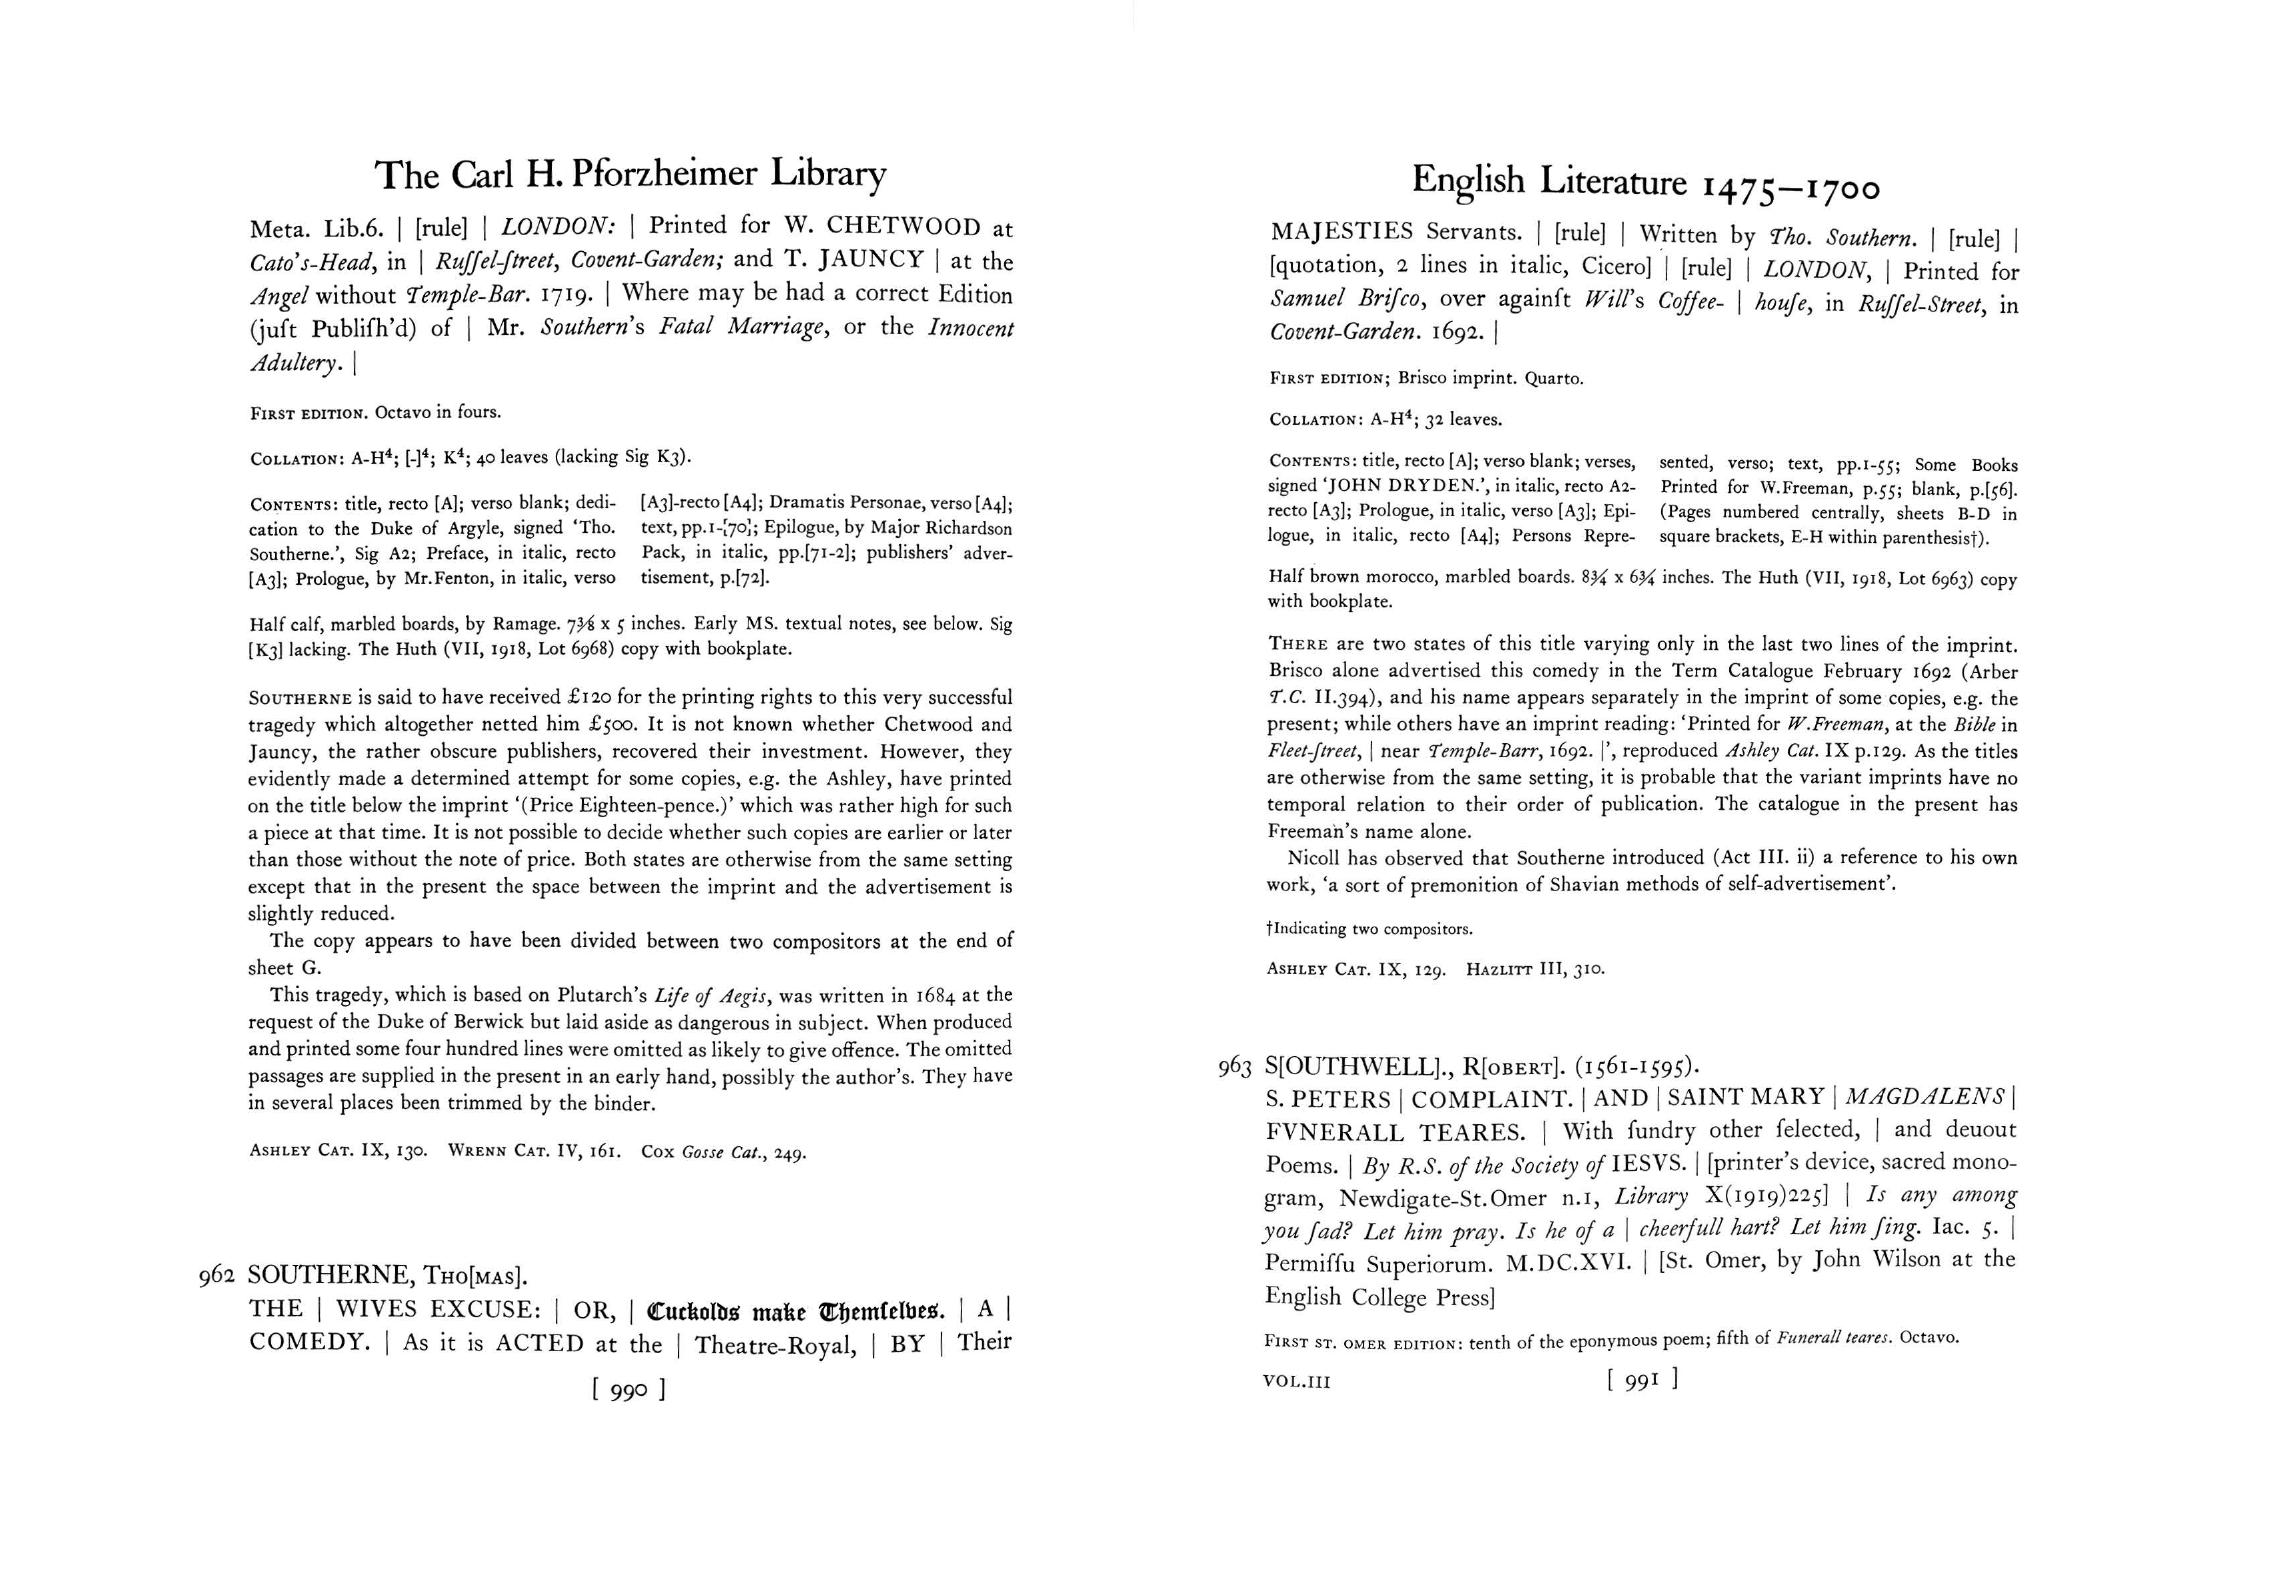 The Carl H. Pforzheimer Library
Meta. Lib.6. | [rule] | LONDON: | Printed for W. CHETWOOD at
Cato's-Head, in | Ruſſel-ſtreet, Covent-Garden; and T. JAUNCY | at the
Angel without Temple-Bar. 1719. | Where may be had a correct Edition
(juſt Publiſh'd) of | Mr. Southern's Fatal Marriage, or the Innocent
Adultery. |
FIRST EDITION. Octavo in fours.
COLLATION: A-H⁴; [-]⁴; K⁴; 40 leaves (lacking Sig K3).
CONTENTS: title, recto [A]; verso blank; dedi-
cation to the Duke of Argyle, signed 'Tho.
Southerne.', Sig A2; Preface, in italic, recto
[A3]; Prologue, by Mr.Fenton, in italic, verso
[A3]-recto [A4]; Dramatis Personae, verso [A4];
text, pp.1-[70]; Epilogue, by Major Richardson
Pack, in italic, pp.[71-2]; publishers' adver-
tisement, p.[72].
Half calf, marbled boards, by Ramage. 7⅜ x 5 inches. Early MS. textual notes, see below. Sig
[K3] lacking. The Huth (VII, 1918, Lot 6968) copy with bookplate.
SOUTHERNE is said to have received £120 for the printing rights to this very successful
tragedy which altogether netted him £500. It is not known whether Chetwood and
Jauncy, the rather obscure publishers, recovered their investment. However, they
evidently made a determined attempt for some copies, e.g. the Ashley, have printed
on the title below the imprint '(Price Eighteen-pence.)' which was rather high for such
a piece at that time. It is not possible to decide whether such copies are earlier or later
than those without the note of price. Both states are otherwise from the same setting
except that in the present the space between the imprint and the advertisement is
slightly reduced.
The copy appears to have been divided between two compositors at the end of
sheet G.
This tragedy, which is based on Plutarch's Life of Aegis, was written in 1684 at the
request of the Duke of Berwick but laid aside as dangerous in subject. When produced
and printed some four hundred lines were omitted as likely to give offence. The omitted
passages are supplied in the present in an early hand, possibly the author's. They have
in several places been trimmed by the binder.
ASHLEY CAT. IX, 130. WRENN CAT. IV, 161. COX Gosse Cat., 249.
962 SOUTHERNE, THO[MAS].
THE | WIVES EXCUSE: | OR, | Cuckolds make Themſelves. | A |
COMEDY. | As it is ACTED at the | Theatre-Royal, | BY | Their
[ 990 ]
English Literature 1475–1700
MAJESTIES Servants. | [rule] | Written by Tho. Southern. | [rule] |
[quotation, 2 lines in italic, Cicero] | [rule] | LONDON, | Printed for
Samuel Briſco, over againſt Will's Coffee- | houſe, in Ruſſel-Street, in
Covent-Garden. 1692. |
FIRST EDITION; Brisco imprint. Quarto.
COLLATION: A-H⁴; 32 leaves.
CONTENTS: title, recto [A]; verso blank; verses,
signed 'JOHN DRYDEN.', in italic, recto A2-
recto [A3]; Prologue, in italic, verso [A3]; Epi-
logue, in italic, recto [A4]; Persons Repre-
sented, verso; text, pp.1-55; Some Books
Printed for W.Freeman, p.55; blank, p.[56].
(Pages numbered centrally, sheets B-D in
square brackets, E-H within parenthesis†).
Half brown morocco, marbled boards. 8¾ x 6¾ inches. The Huth (VII, 1918, Lot 6963) copy
with bookplate.
THERE are two states of this title varying only in the last two lines of the imprint.
Brisco alone advertised this comedy in the Term Catalogue February 1692 (Arber
T.C. II.394), and his name appears separately in the imprint of some copies, e.g. the
present; while others have an imprint reading: 'Printed for W.Freeman, at the Bible in
Fleet-ſtreet, | near Temple-Barr, 1692. |', reproduced Ashley Cat. IX p.129. As the titles
are otherwise from the same setting, it is probable that the variant imprints have no
temporal relation to their order of publication. The catalogue in the present has
Freeman's name alone.
Nicoll has observed that Southerne introduced (Act III. ii) a reference to his own
work, 'a sort of premonition of Shavian methods of self-advertisement'.
†Indicating two compositors.
ASHLEY CAT. IX, 129. HAZLITT III, 310.
963 S[OUTHWELL]., R[OBERT]. (1561-1595).
S. PETERS | COMPLAINT. | AND | SAINT MARY | MAGDALENS |
FVNERALL TEARES. | With ſundry other ſelected, | and deuout
Poems. | By R.S. of the Society of IESVS. | [printer's device, sacred mono-
gram, Newdigate-St.Omer n.1, Library X(1919)225] | Is any among
you ſad? Let him pray. Is he of a | cheerfull hart? Let him ſing. Iac. 5. |
Permiſſu Superiorum. M.DC.XVI. | [St. Omer, by John Wilson at the
English College Press]
FIRST ST. OMER EDITION: tenth of the eponymous poem; fifth of Funerall teares. Octavo.
VOL.III
[ 991 ]